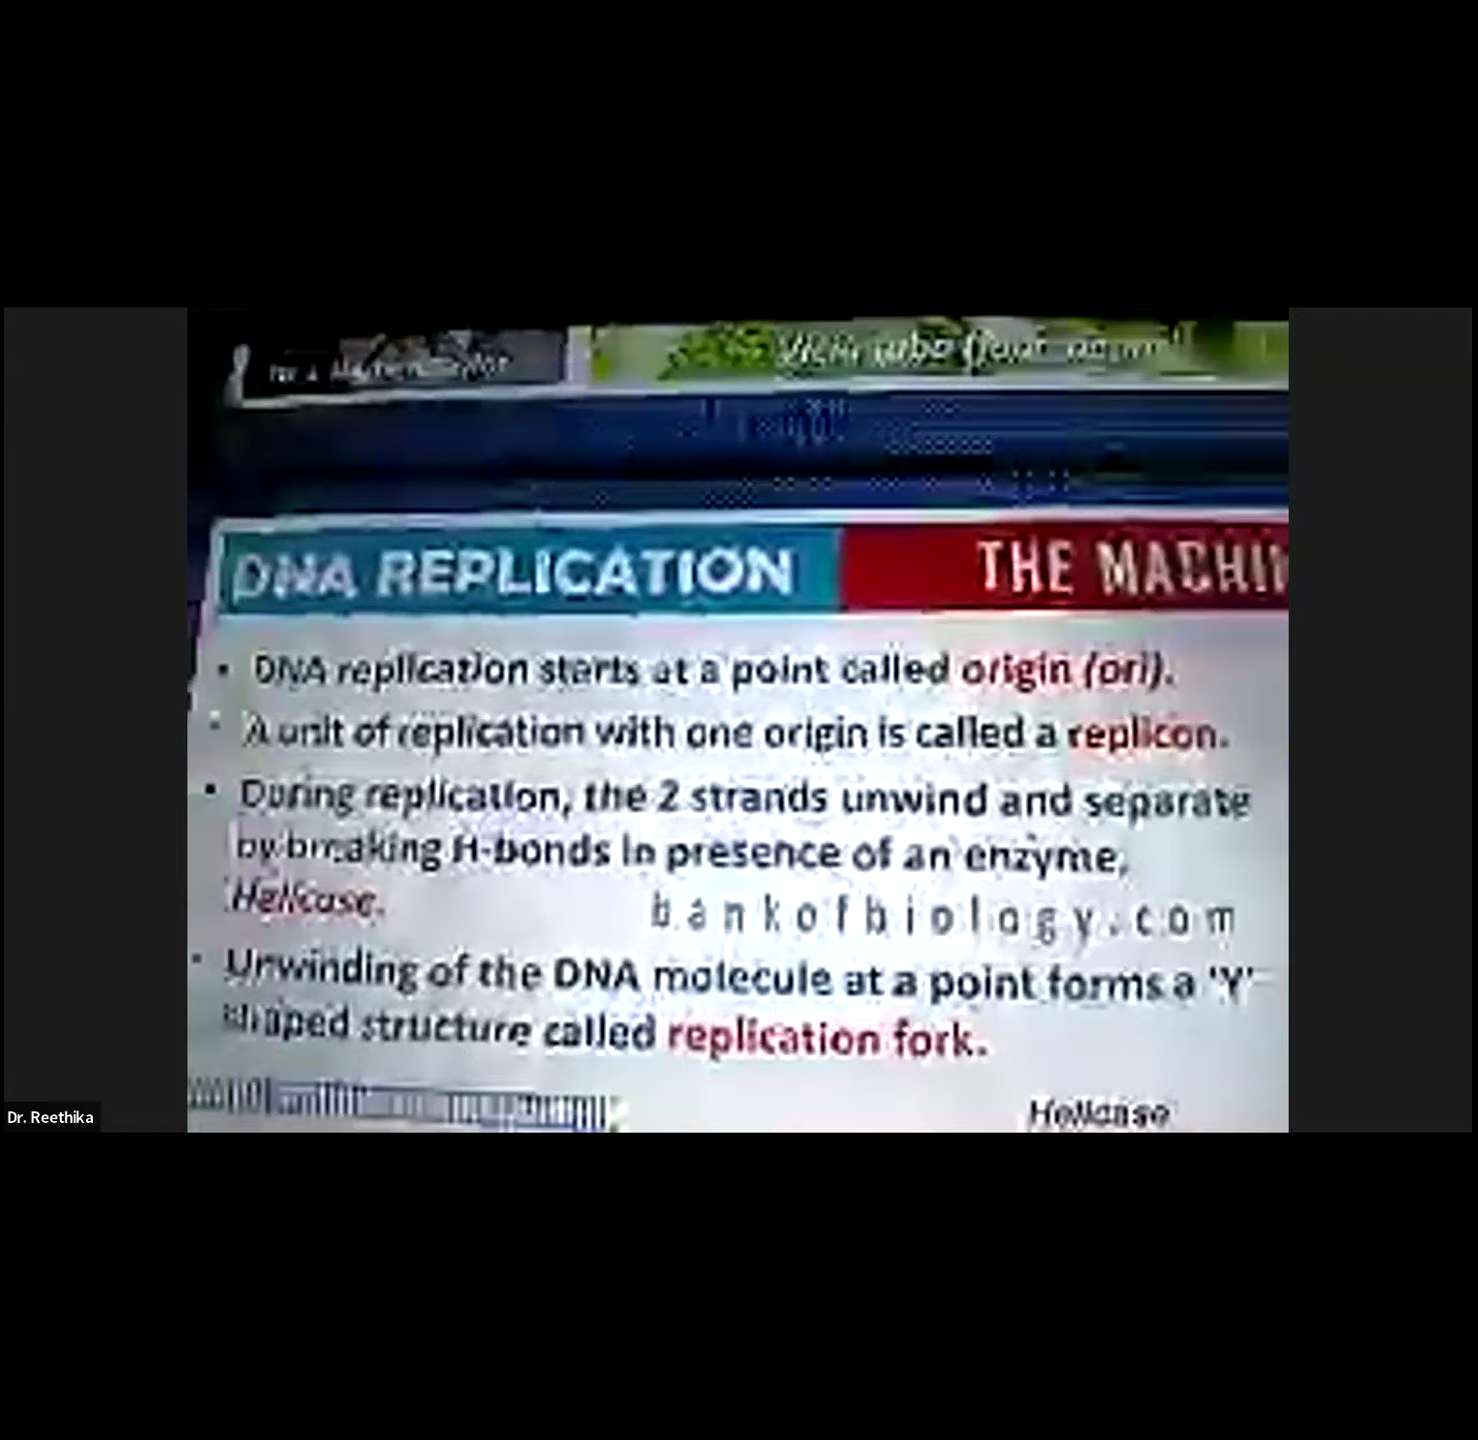 DNA REPLICATION THE MACHIN
• DNA replication starts at a point called origin (ori).
• A unit of replication with one origin is called a replicon.
• During replication, the 2 strands unwind and separate
by breaking H-bonds in presence of an enzyme,
Helicase.
bankofbiology.com
• Unwinding of the DNA molecule at a point forms a 'Y'
shaped structure called replication fork.
Helicase
Dr. Reethika